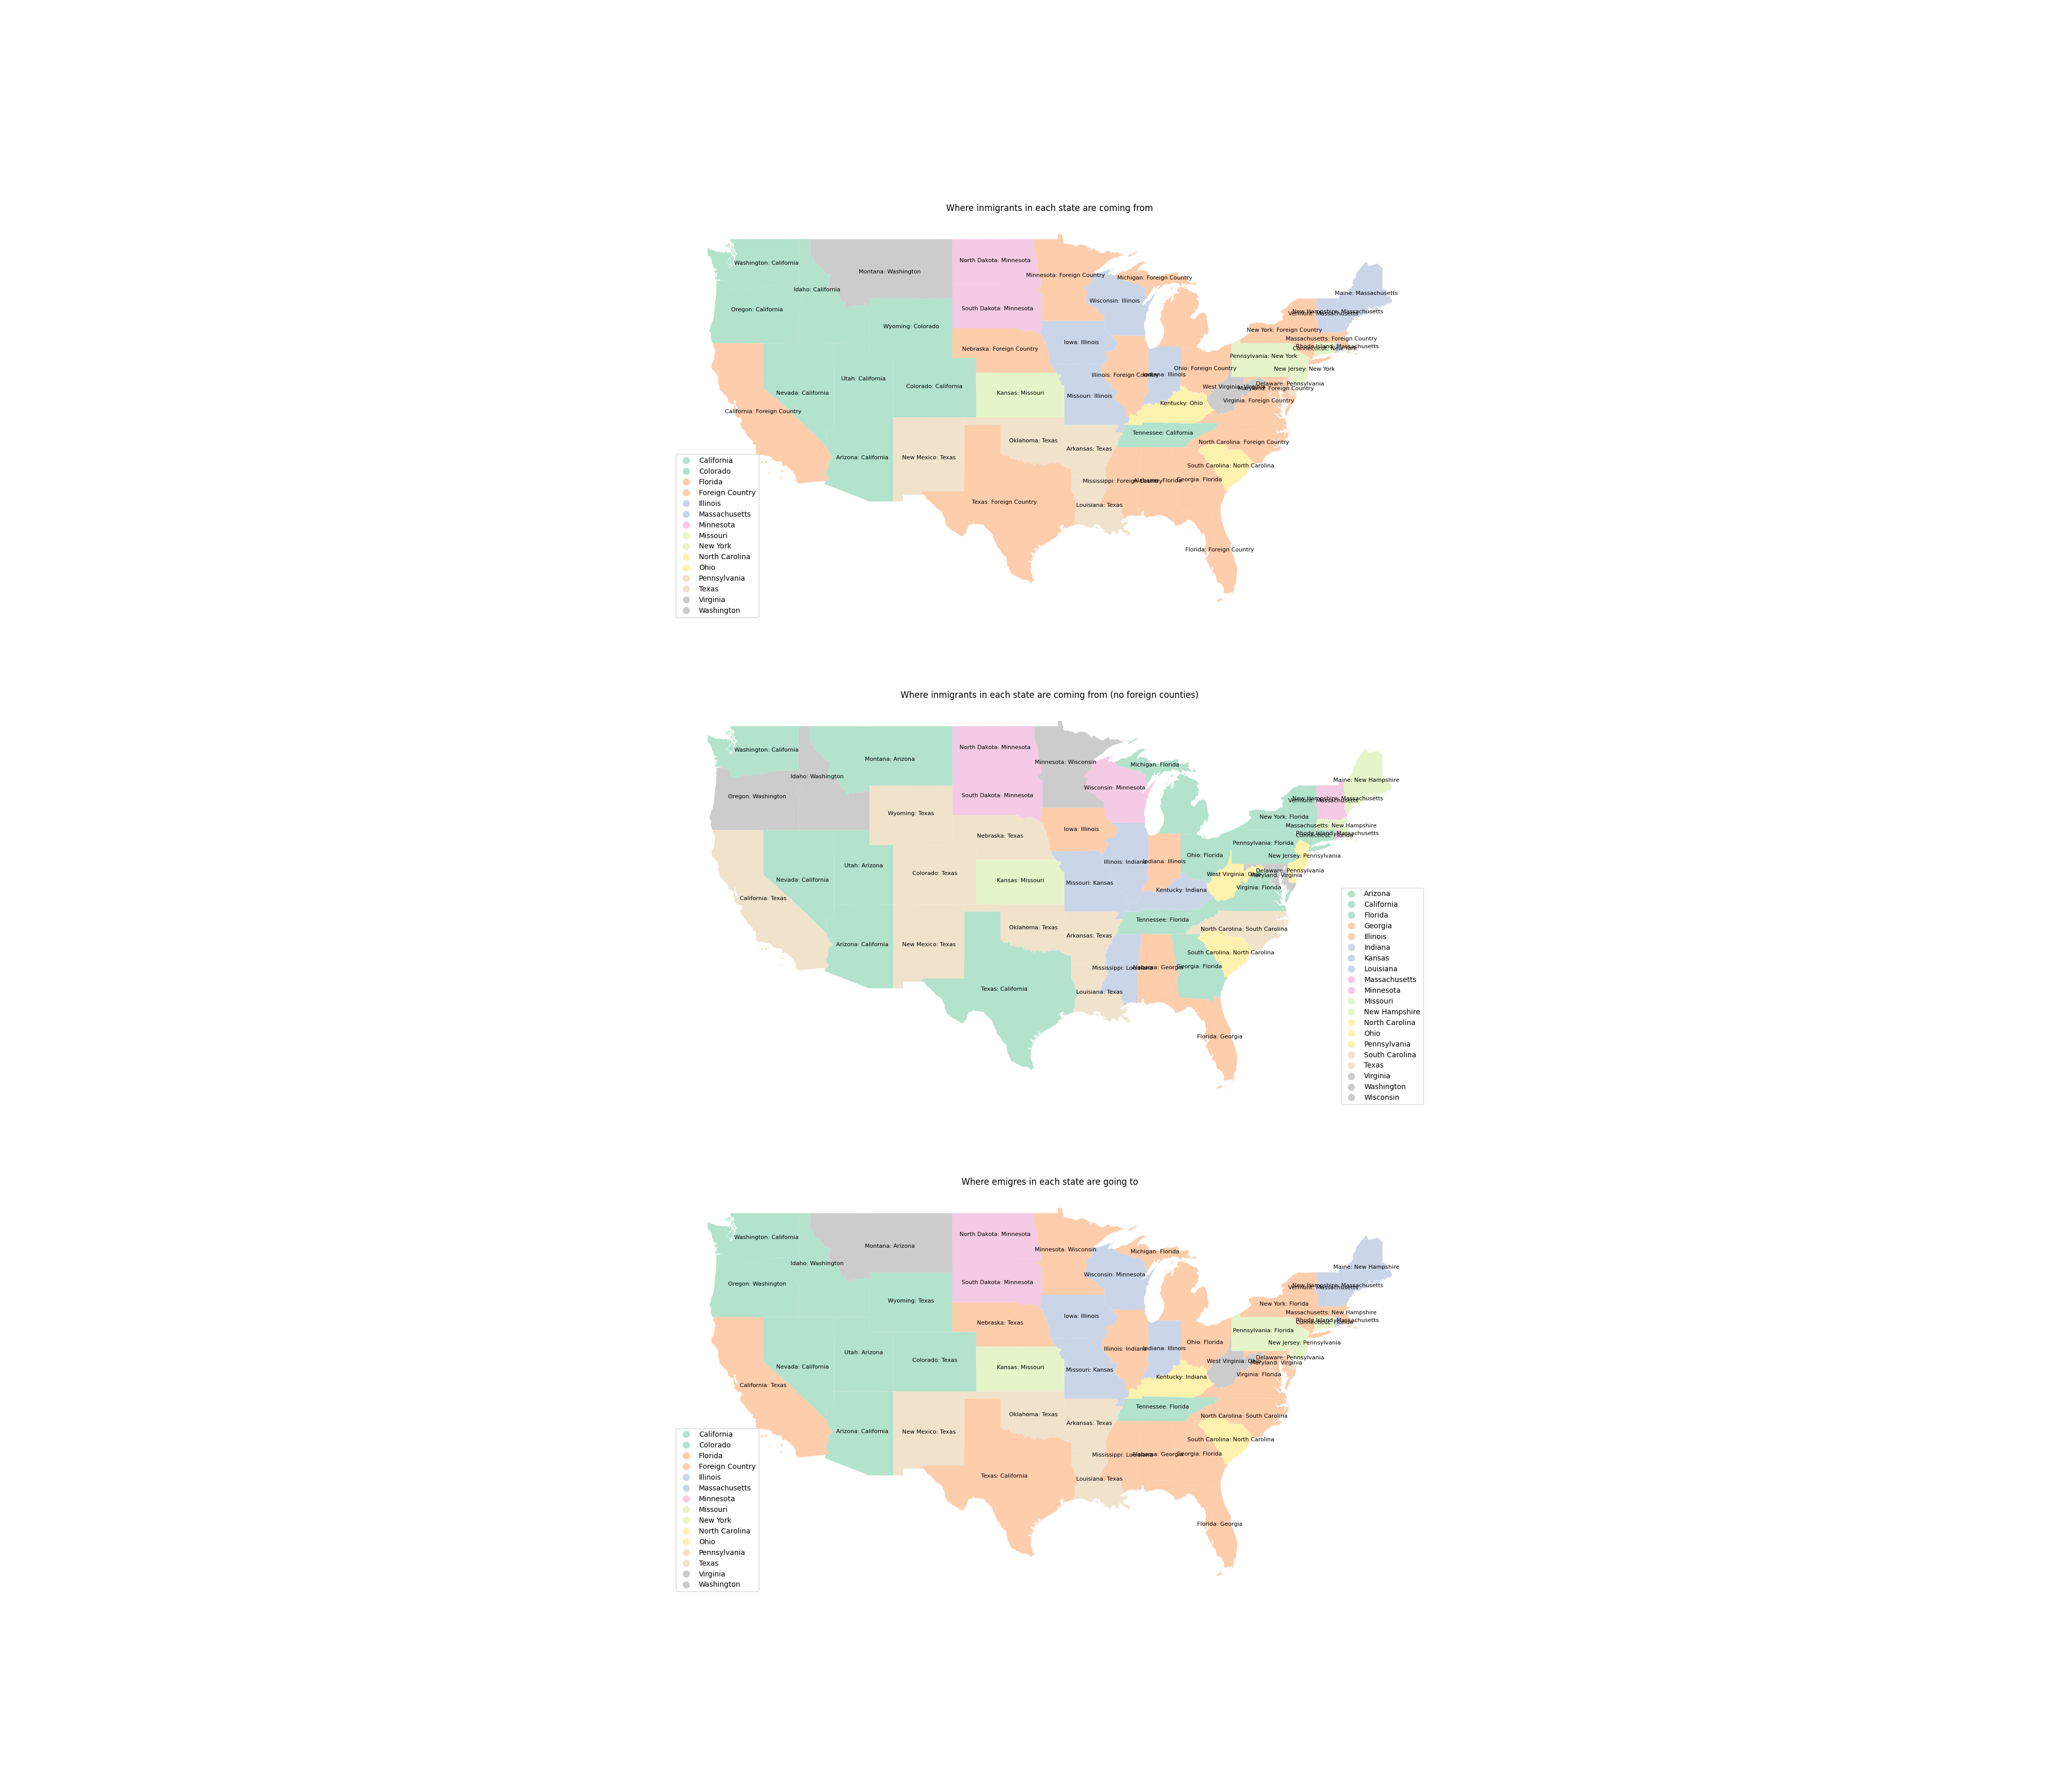 Where inmigrants in each state are coming from
Washington: California
Montana: Washington
North Dakota: Minnesota
Minnesota: Foreign Country
Michigan: Foreign Country
Idaho: California
Maine: Massachusetts
Wisconsin: Illinois
Oregon: California
South Dakota: Minnesota
New Hampshire: Massachusetts
Vermont: Massachusetts
Wyoming: Colorado
New York: Foreign Country
Massachusetts: Foreign Country
Iowa: Illinois
Rhode Island: Massachusetts
Connecticut: New York
Nebraska: Foreign Country
Pennsylvania: New York
Ohio: Foreign Country
New Jersey: New York
Utah: California
Illinois: Foreign Country
Indiana: Illinois
Colorado: California
Delaware: Pennsylvania
West Virginia: Virginia
Maryland: Foreign Country
Nevada: California
Kansas: Missouri
Missouri: Illinois
Virginia: Foreign Country
Kentucky: Ohio
California: Foreign Country
Tennessee: California
Oklahoma: Texas
North Carolina: Foreign Country
Arkansas: Texas
Arizona: California
New Mexico: Texas
South Carolina: North Carolina
Mississippi: Foreign Country
Alabama: Florida
Georgia: Florida
Texas: Foreign Country
Louisiana: Texas
Florida: Foreign Country
California
Colorado
Florida
Foreign Country
Illinois
Massachusetts
Minnesota
Missouri
New York
North Carolina
Ohio
Pennsylvania
Texas
Virginia
Washington
Where inmigrants in each state are coming from (no foreign counties)
Washington: California
Montana: Arizona
North Dakota: Minnesota
Minnesota: Wisconsin
Michigan: Florida
Idaho: Washington
Maine: New Hampshire
Wisconsin: Minnesota
Oregon: Washington
South Dakota: Minnesota
New Hampshire: Massachusetts
Vermont: Massachusetts
Wyoming: Texas
New York: Florida
Massachusetts: New Hampshire
Iowa: Illinois
Rhode Island: Massachusetts
Connecticut: Florida
Nebraska: Texas
Pennsylvania: Florida
Ohio: Florida
New Jersey: Pennsylvania
Utah: Arizona
Illinois: Indiana
Indiana: Illinois
Colorado: Texas
Delaware: Pennsylvania
West Virginia: Ohio
Maryland: Virginia
Nevada: California
Kansas: Missouri
Missouri: Kansas
Virginia: Florida
Kentucky: Indiana
California: Texas
Tennessee: Florida
Oklahoma: Texas
North Carolina: South Carolina
Arkansas: Texas
Arizona: California
New Mexico: Texas
South Carolina: North Carolina
Mississippi: Louisiana
Alabama: Georgia
Georgia: Florida
Texas: California
Louisiana: Texas
Florida: Georgia
Arizona
California
Florida
Georgia
Illinois
Indiana
Kansas
Louisiana
Massachusetts
Minnesota
Missouri
New Hampshire
North Carolina
Ohio
Pennsylvania
South Carolina
Texas
Virginia
Washington
Wisconsin
Where emigres in each state are going to
Washington: California
Montana: Arizona
North Dakota: Minnesota
Minnesota: Wisconsin
Michigan: Florida
Idaho: Washington
Maine: New Hampshire
Wisconsin: Minnesota
Oregon: Washington
South Dakota: Minnesota
New Hampshire: Massachusetts
Vermont: Massachusetts
Wyoming: Texas
New York: Florida
Massachusetts: New Hampshire
Iowa: Illinois
Rhode Island: Massachusetts
Connecticut: Florida
Nebraska: Texas
Pennsylvania: Florida
Ohio: Florida
New Jersey: Pennsylvania
Utah: Arizona
Illinois: Indiana
Indiana: Illinois
Colorado: Texas
Delaware: Pennsylvania
West Virginia: Ohio
Maryland: Virginia
Nevada: California
Kansas: Missouri
Missouri: Kansas
Virginia: Florida
Kentucky: Indiana
California: Texas
Tennessee: Florida
Oklahoma: Texas
North Carolina: South Carolina
Arkansas: Texas
Arizona: California
New Mexico: Texas
South Carolina: North Carolina
Mississippi: Louisiana
Alabama: Georgia
Georgia: Florida
Texas: California
Louisiana: Texas
Florida: Georgia
California
Colorado
Florida
Foreign Country
Illinois
Massachusetts
Minnesota
Missouri
New York
North Carolina
Ohio
Pennsylvania
Texas
Virginia
Washington